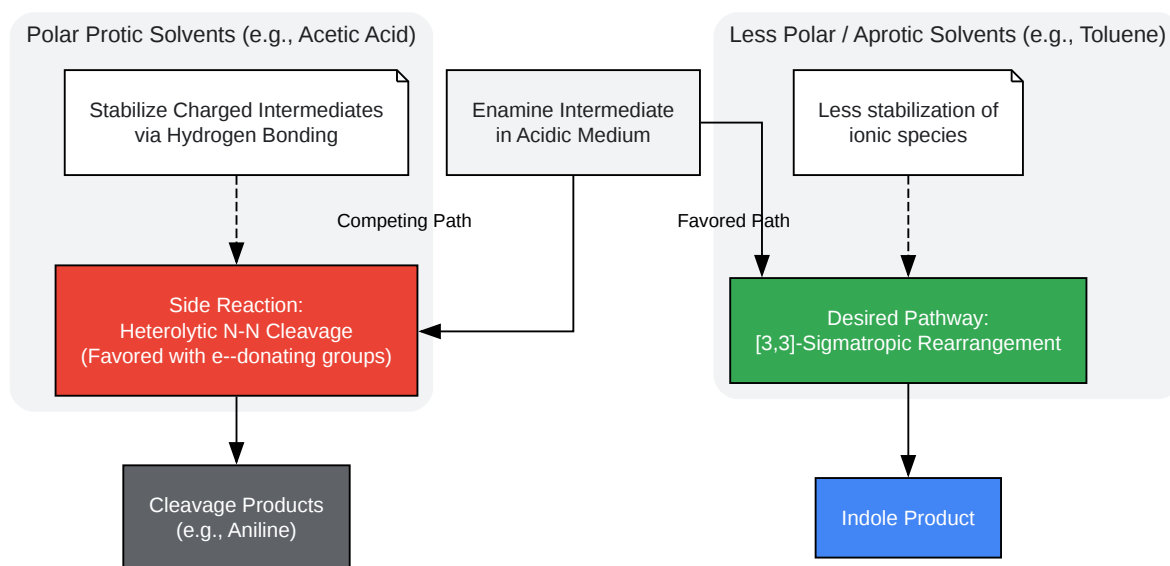 Polar Protic Solvents (e.g., Acetic Acid)
Stabilize Charged Intermediates
via Hydrogen Bonding
Enamine Intermediate
in Acidic Medium
Less Polar / Aprotic Solvents (e.g., Toluene)
Less stabilization of
ionic species
Competing Path
Favored Path
Side Reaction:
Heterolytic N-N Cleavage
(Favored with e--donating groups)
Desired Pathway:
[3,3]-Sigmatropic Rearrangement
Cleavage Products
(e.g., Aniline)
Indole Product